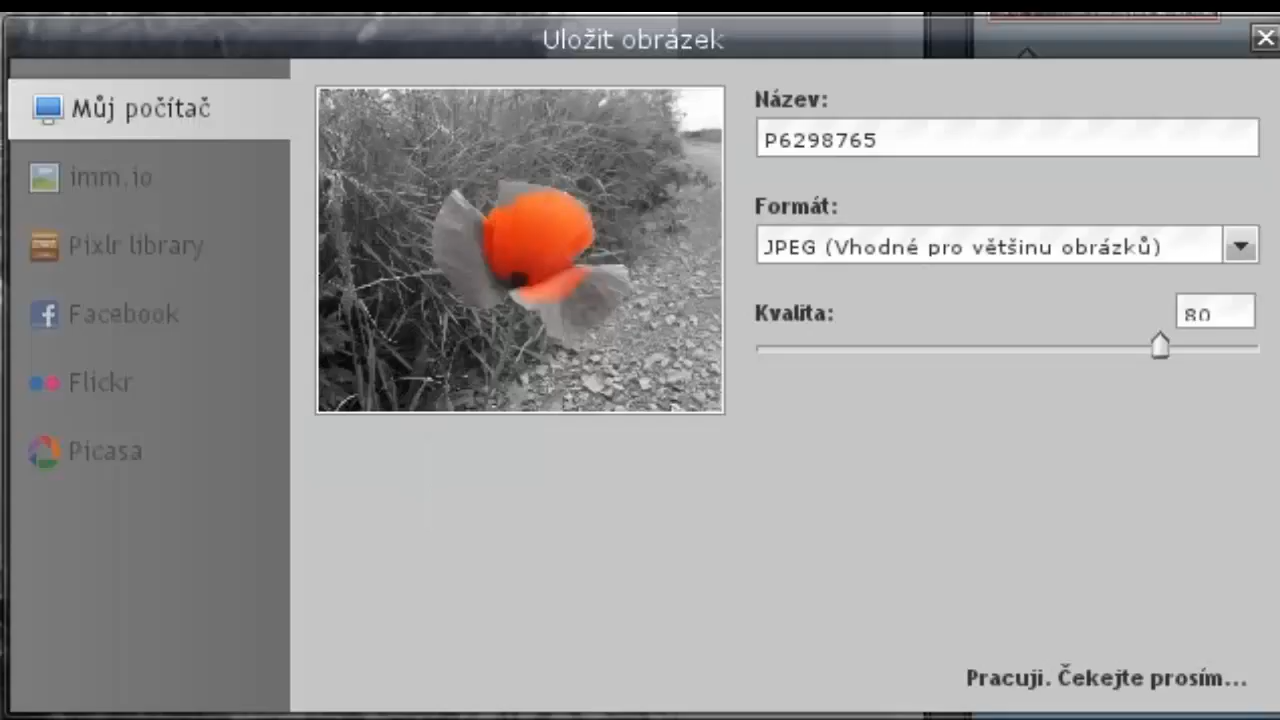 Uložit obrázek
Můj počítač
imm.io
Pixlr library
Facebook
Flickr
Picasa
Název:
P6298765
Formát:
JPEG (Vhodné pro většinu obrázků)
Kvalita:
80
Pracuji. Čekejte prosím...